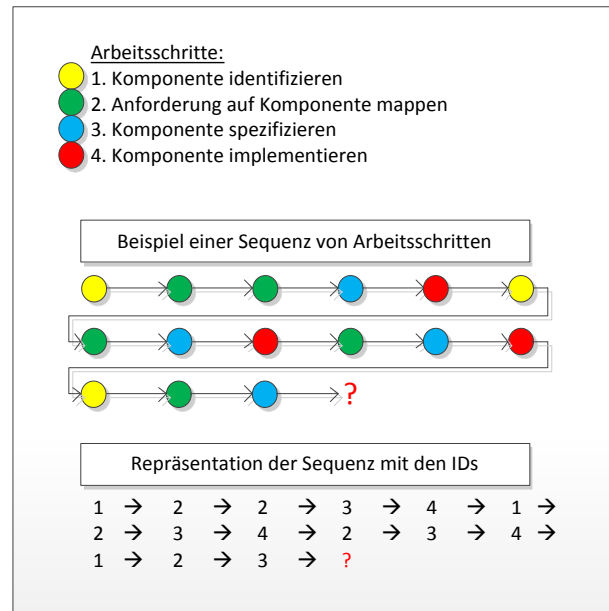 Arbeitsschritte:
1. Komponente identifizieren
2. Anforderung auf Komponente mappen
3. Komponente spezifizieren
4. Komponente implementieren
Beispiel einer Sequenz von Arbeitsschritten
?
Repräsentation der Sequenz mit den IDs
1 → 2 → 2 → 3 → 4 → 1 →
2 → 3 → 4 → 2 → 3 → 4 →
1 → 2 → 3 → ?